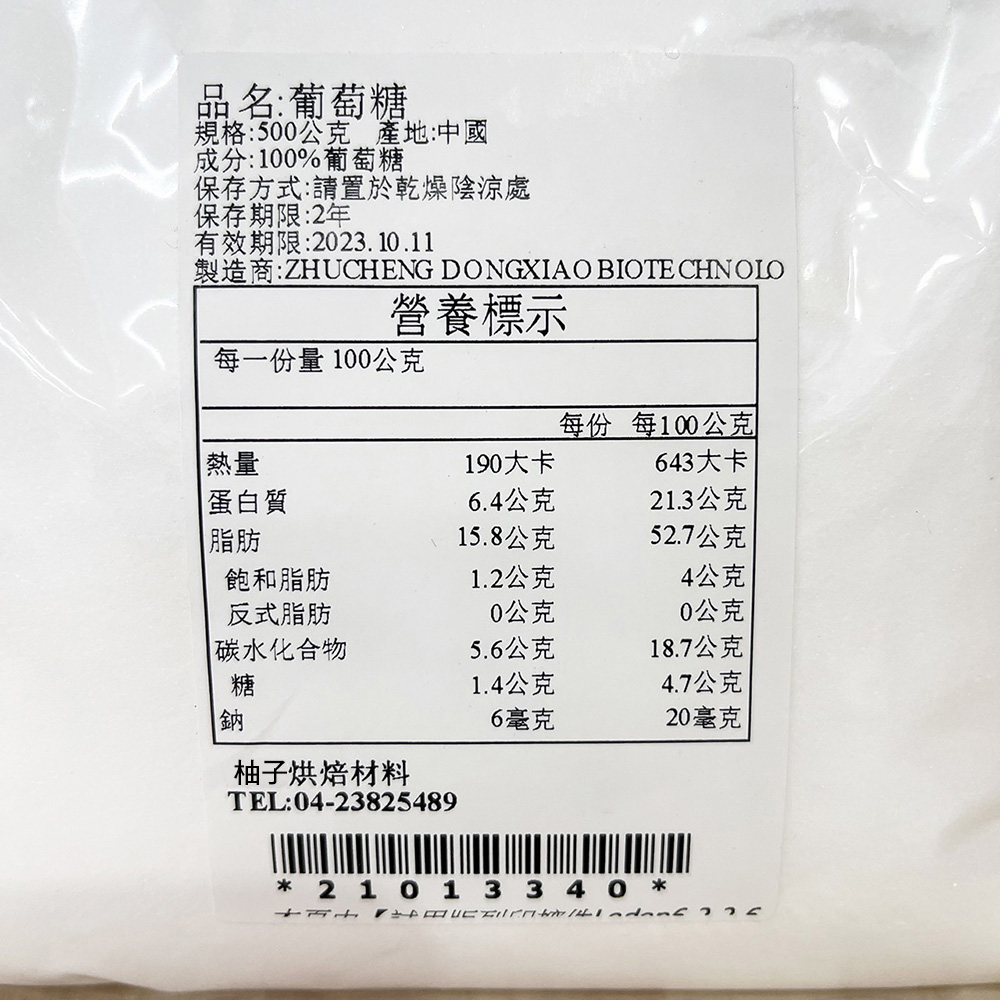 品名:葡萄糖
規格:500公克 產地:中國
成分:100%葡萄糖
保存方式:請置於乾燥陰涼處
保存期限:2年
有效期限:2023.10.11
製造商:ZHUCHENG DONGXIAO BIOTECHNOLO
營養標示
每一份量 100公克
每份 每100公克
熱量 190大卡 643大卡
蛋白質 6.4公克 21.3公克
脂肪 15.8公克 52.7公克
飽和脂肪 1.2公克 4公克
反式脂肪 0公克 0公克
碳水化合物 5.6公克 18.7公克
糖 1.4公克 4.7公克
鈉 6毫克 20毫克
柚子烘焙材料
TEL:04-23825489
*21013340*